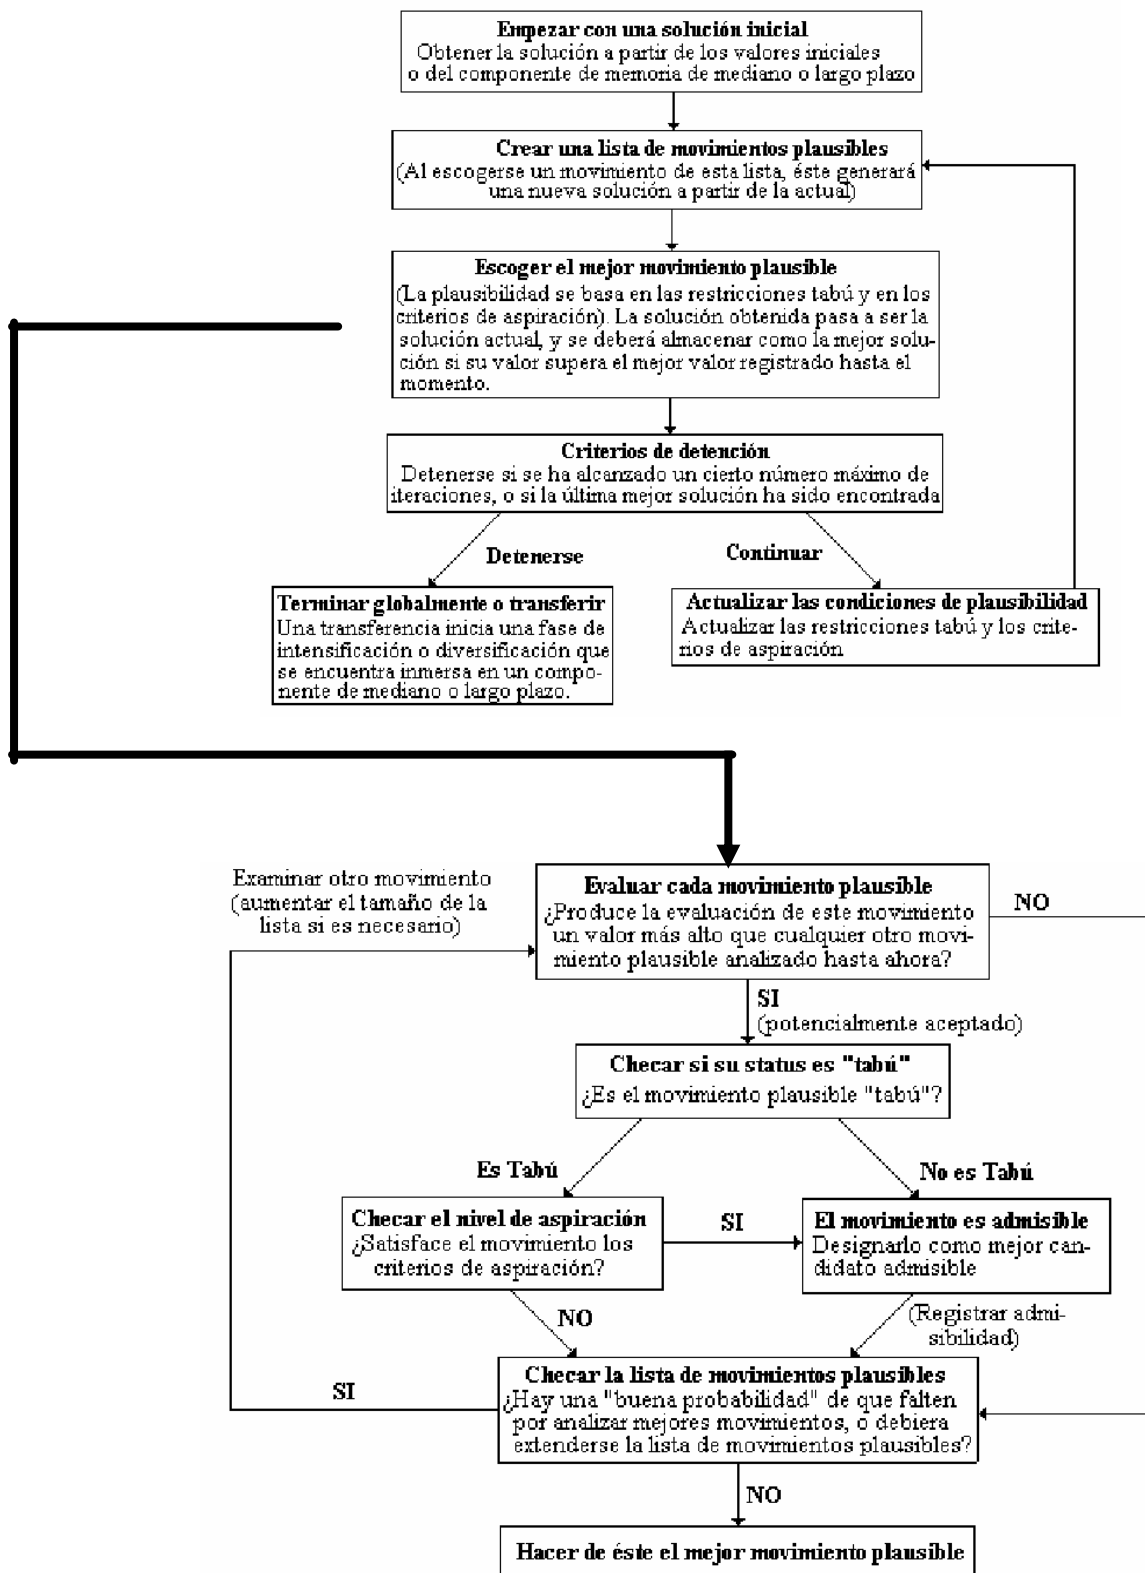 Empezar con una solución inicial
Obtener la solución a partir de los valores iniciales
o del componente de memoria de mediano o largo plazo
Crear una lista de movimientos plausibles
(Al escogerse un movimiento de esta lista, éste generará
una nueva solución a partir de la actual)
Escoger el mejor movimiento plausible
(La plausibilidad se basa en las restricciones tabú y en los
criterios de aspiración). La solución obtenida pasa a ser la
solución actual, y se deberá almacenar como la mejor solu-
ción si su valor supera el mejor valor registrado hasta el
momento.
Criterios de detención
Detenerse si se ha alcanzado un cierto número máximo de
iteraciones, o si la última mejor solución ha sido encontrada
Detenerse
Continuar
Terminar globalmente o transferir
Una transferencia inicia una fase de
intensificación o diversificación que
se encuentra inmersa en un compo-
nente de mediano o largo plazo.
Actualizar las condiciones de plausibilidad
Actualizar las restricciones tabú y los crite-
rios de aspiración
Examinar otro movimiento
(aumentar el tamaño de la
lista si es necesario)
Evaluar cada movimiento plausible
¿Produce la evaluación de este movimiento
un valor más alto que cualquier otro movi-
miento plausible analizado hasta ahora?
NO
SI
(potencialmente aceptado)
Checar si su status es "tabú"
¿Es el movimiento plausible "tabú"?
Es Tabú
No es Tabú
Checar el nivel de aspiración
¿Satisface el movimiento los
criterios de aspiración?
SI
El movimiento es admisible
Designarlo como mejor can-
didato admisible
NO
(Registrar admi-
sibilidad)
Checar la lista de movimientos plausibles
¿Hay una "buena probabilidad" de que falten
por analizar mejores movimientos, o debiera
extenderse la lista de movimientos plausibles?
SI
NO
Hacer de éste el mejor movimiento plausible